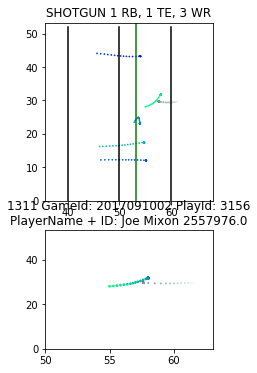 SHOTGUN 1 RB, 1 TE, 3 WR
50
40
30
20
10
0
40 50 60
1311 GameId: 2017091002 PlayId: 3156
PlayerName + ID: Joe Mixon 2557976.0
40
20
0
50 55 60